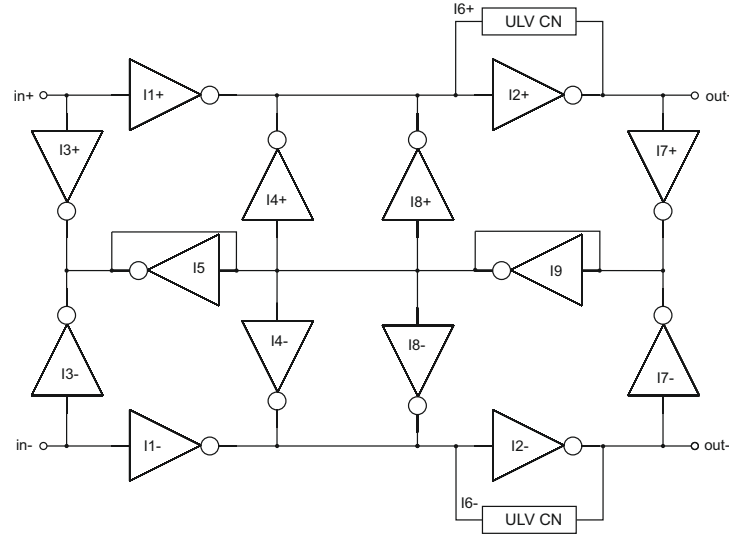 I6+
ULV CN
in+
I1+
I2+
out-
I3+
I7+
I4+
I8+
I5
I9
I4-
I8-
I3-
I7-
in-
I1-
I2-
out-
I6-
ULV CN